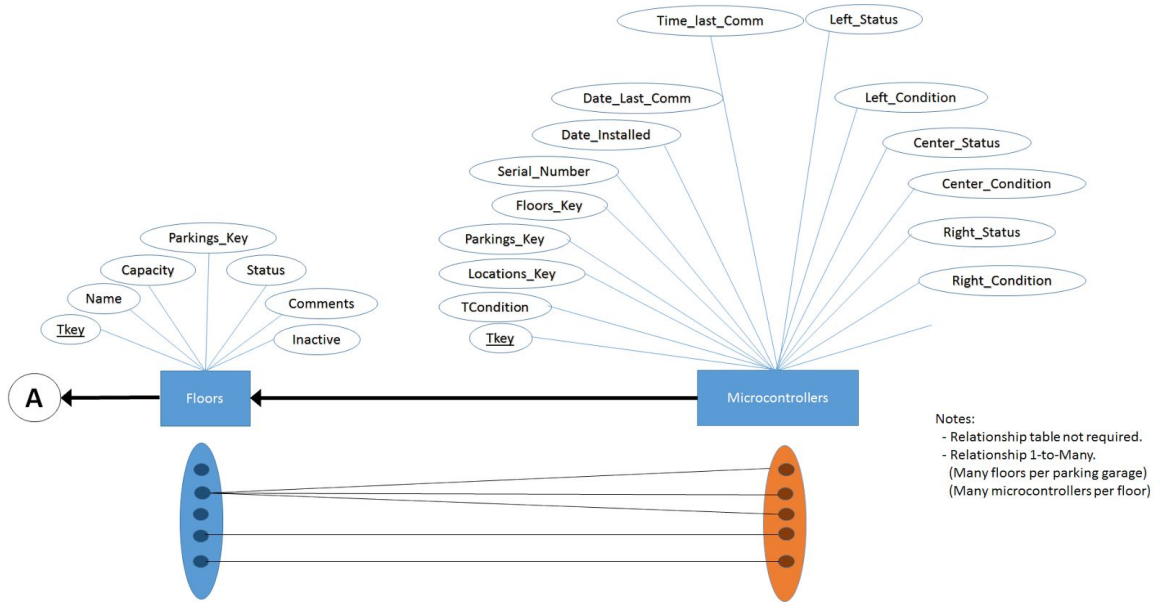 Time_last_Comm
Left_Status
Date_Last_Comm
Left_Condition
Date_Installed
Center_Status
Serial_Number
Center_Condition
Floors_Key
Parkings_Key
Right_Status
Parkings_Key
Capacity
Status
Locations_Key
Right_Condition
Name
Comments
TCondition
Tkey
Inactive
Tkey
A
Floors
Microcontrollers
Notes:
- Relationship table not required.
- Relationship 1-to-Many.
(Many floors per parking garage)
(Many microcontrollers per floor)